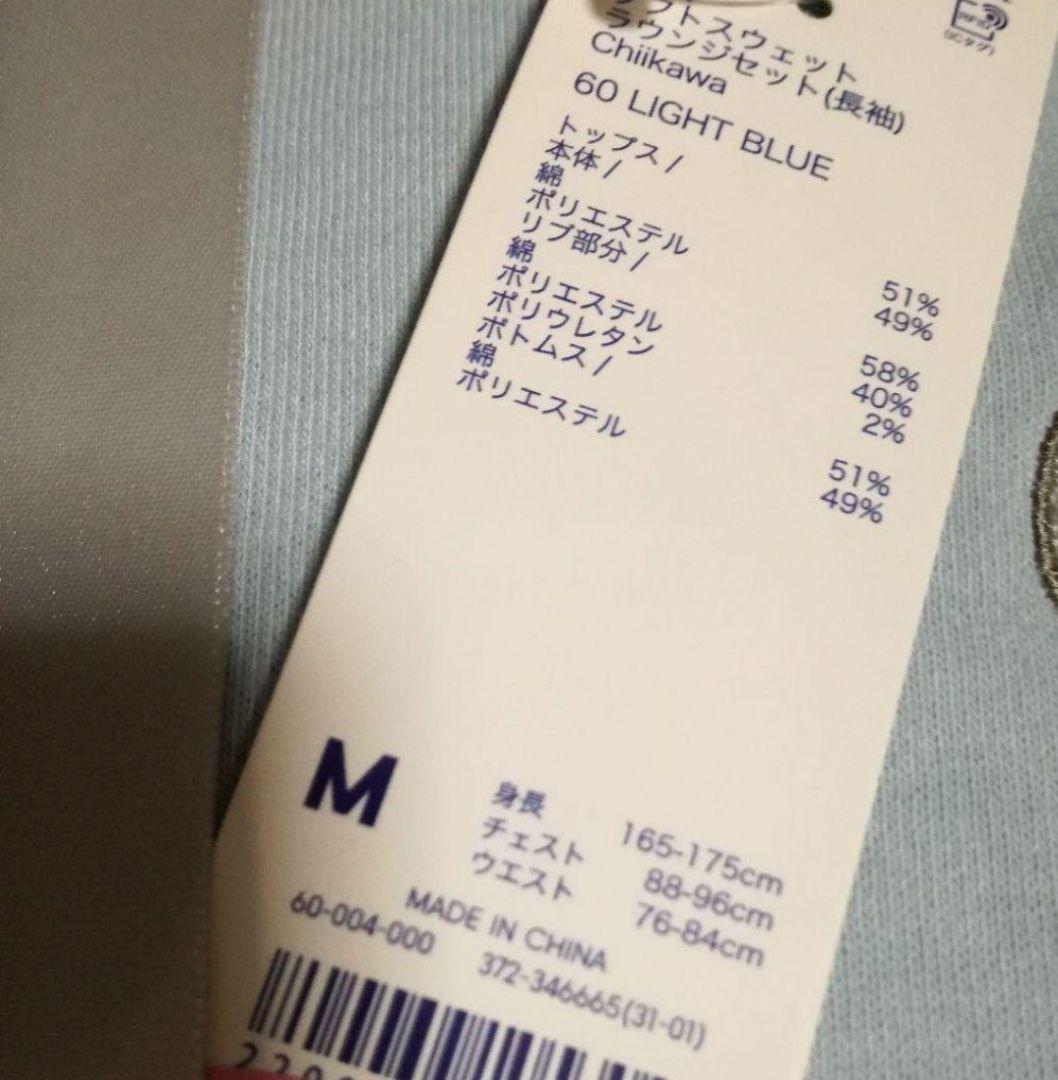 ソフトスウェット
ラウンジセット(長袖)
Chiikawa
60 LIGHT BLUE
トップス/
本体/
綿 51%
ポリエステル 49%
リブ部分/
綿 58%
ポリエステル 40%
ポリウレタン 2%
ボトムス/
綿 51%
ポリエステル 49%
RFID
(ICタグ)
M
身長 165-175cm
チェスト 88-96cm
ウエスト 76-84cm
MADE IN CHINA
60-004-000 372-346665(31-01)